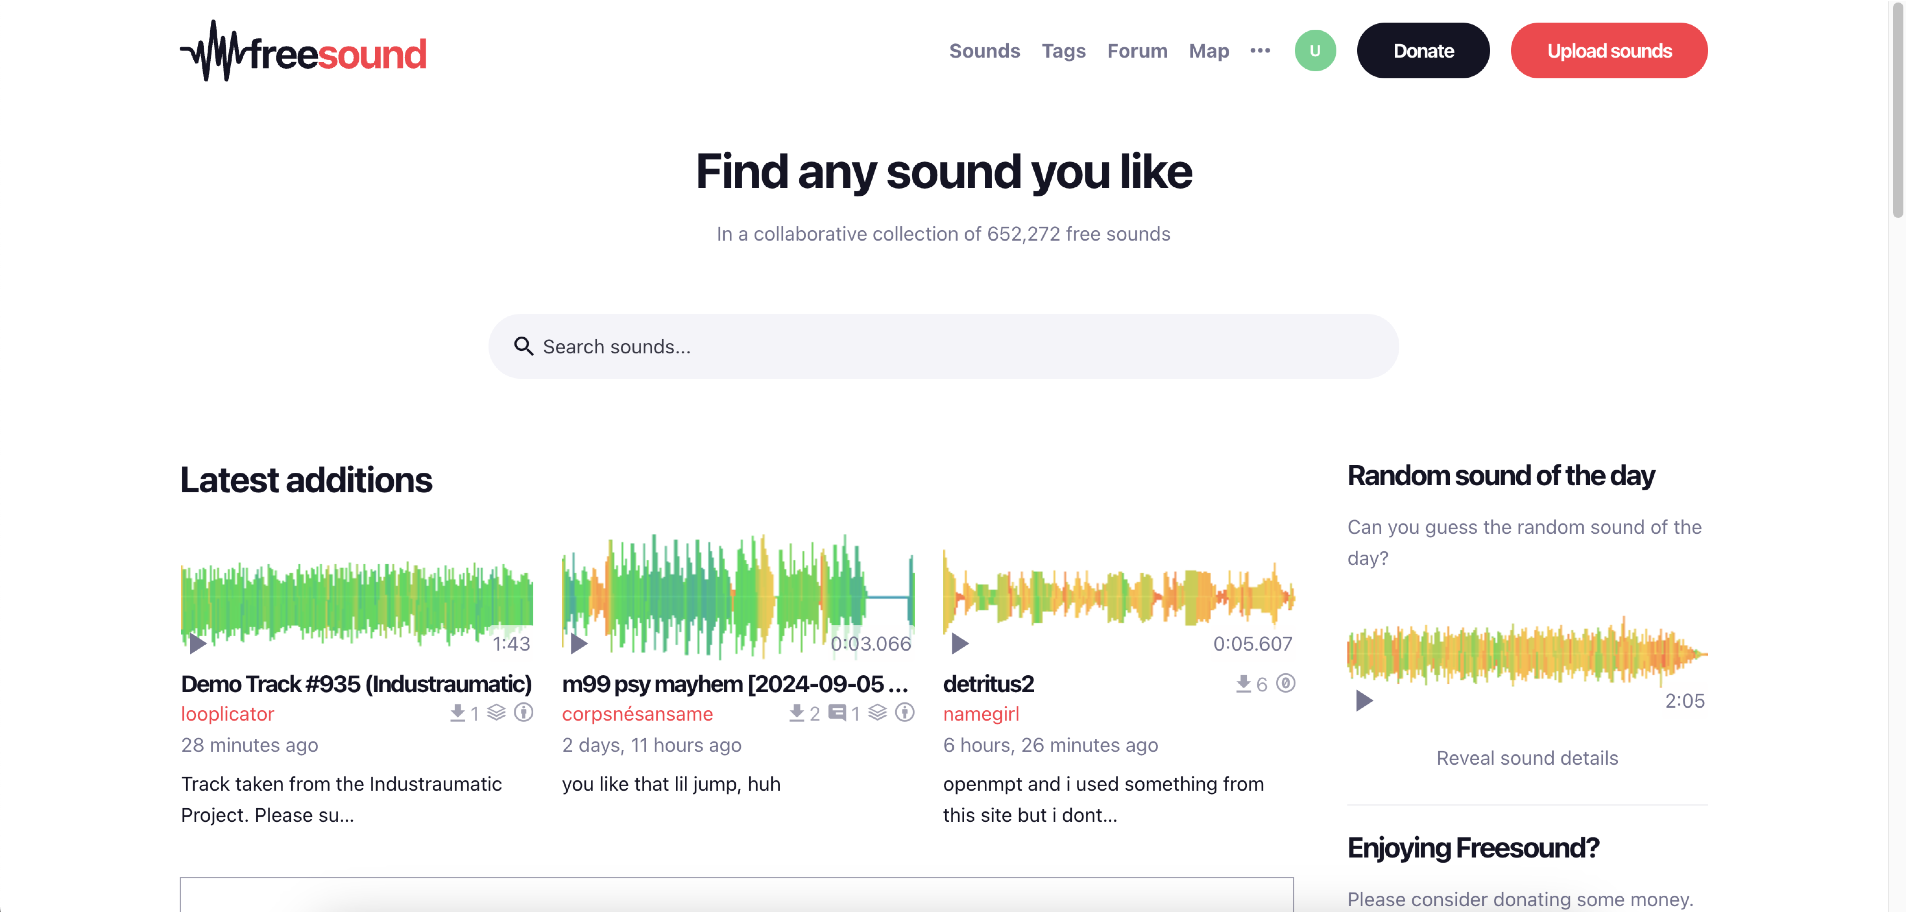 freesound
Sounds Tags Forum Map ••• U Donate Upload sounds
Find any sound you like
In a collaborative collection of 652,272 free sounds
Search sounds...
Latest additions
1:43
Demo Track #935 (Industraumatic)
looplicator 1
28 minutes ago
Track taken from the Industraumatic
Project. Please su...
0:03.066
m99 psy mayhem [2024-09-05 ...
corpsnésansame 2 1
2 days, 11 hours ago
you like that lil jump, huh
0:05.607
detritus2 6
namegirl
6 hours, 26 minutes ago
openmpt and i used something from
this site but i dont...
Random sound of the day
Can you guess the random sound of the
day?
2:05
Reveal sound details
Enjoying Freesound?
Please consider donating some money.